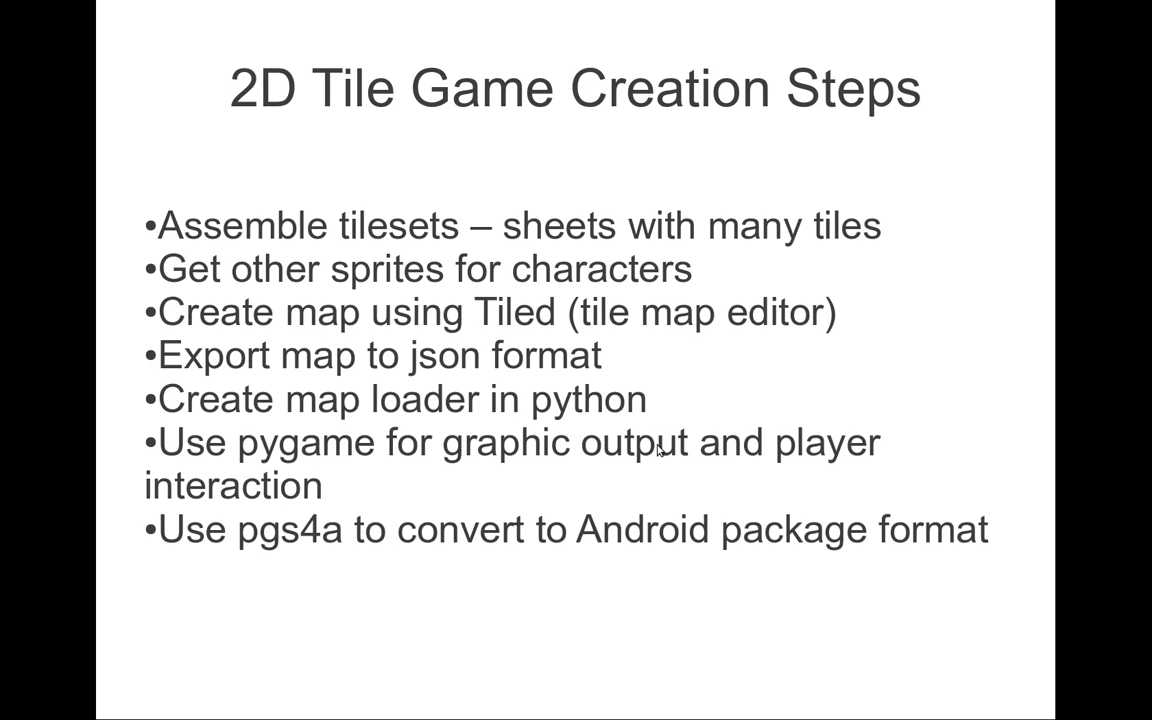 2D Tile Game Creation Steps
•Assemble tilesets – sheets with many tiles
•Get other sprites for characters
•Create map using Tiled (tile map editor)
•Export map to json format
•Create map loader in python
•Use pygame for graphic output and player
interaction
•Use pgs4a to convert to Android package format